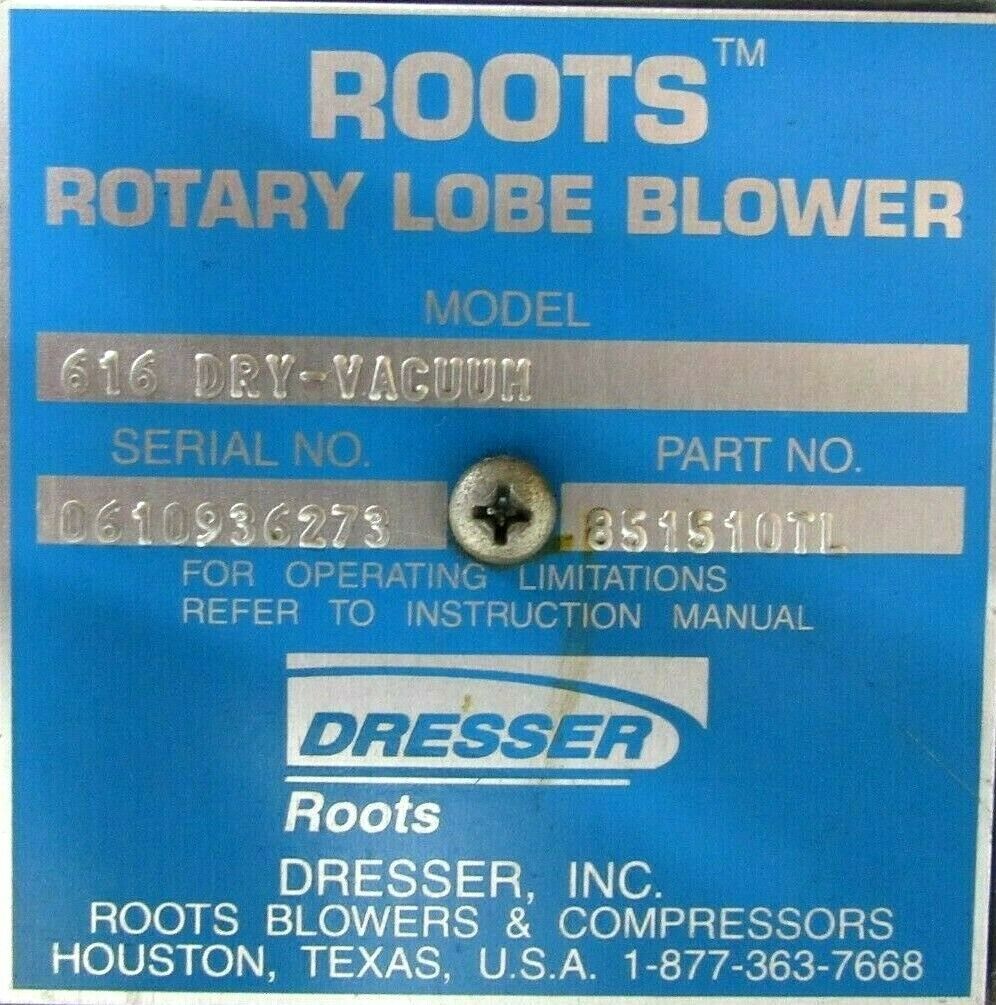 ROOTS™
ROTARY LOBE BLOWER
MODEL
616 DRY-VACUUM
SERIAL NO. PART NO.
0610936273 851510TL
FOR OPERATING LIMITATIONS
REFER TO INSTRUCTION MANUAL
DRESSER
Roots
DRESSER, INC.
ROOTS BLOWERS & COMPRESSORS
HOUSTON, TEXAS, U.S.A. 1-877-363-7668